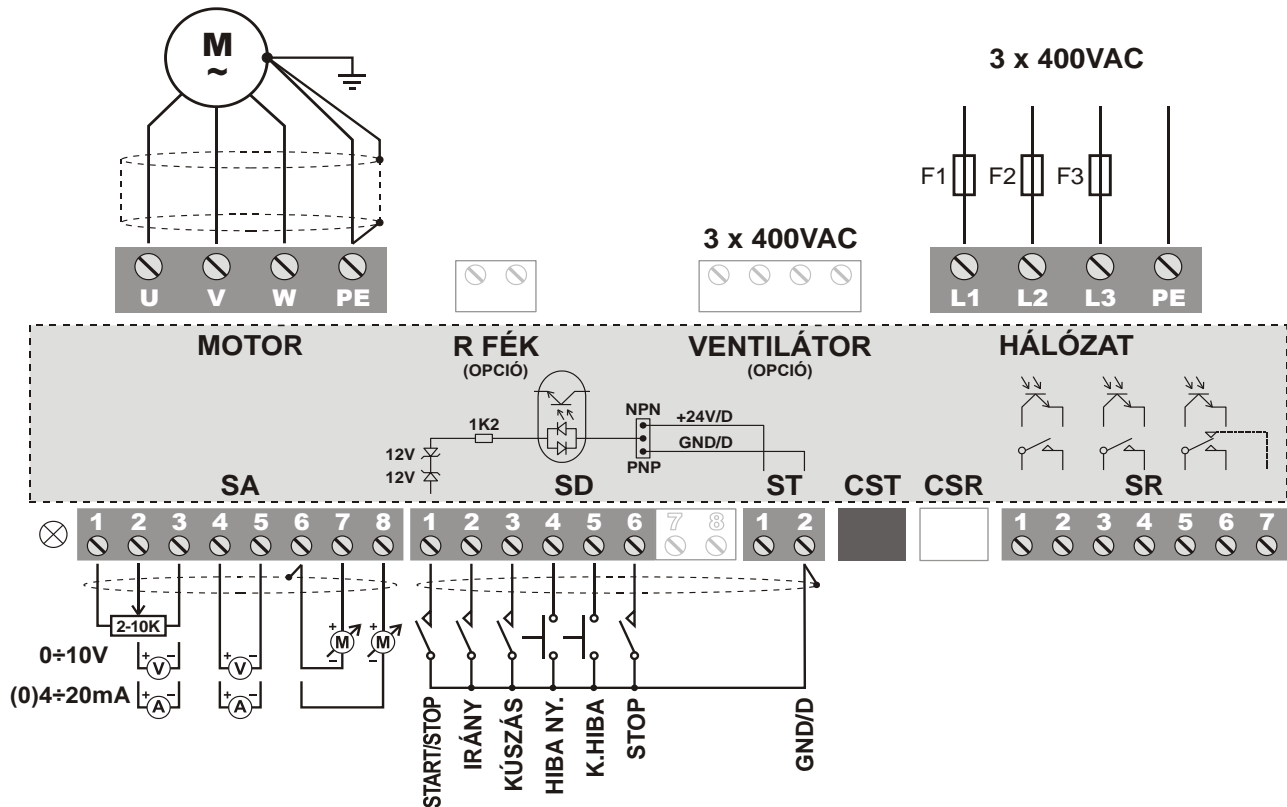 M
~
3 x 400VAC
F1 F2 F3
3 x 400VAC
U V W PE
L1 L2 L3 PE
MOTOR R FÉK VENTILÁTOR HÁLÓZAT
(OPCIÓ) (OPCIÓ)
NPN +24V/D
1K2
GND/D
12V
PNP
12V
SA SD ST CST CSR SR
1 2 3 4 5 6 7 8
1 2 3 4 5 6 7 8
1 2
1 2 3 4 5 6 7
2-10K
+ M −
+ M −
0÷10V + V − + V −
(0)4÷20mA + A − + A −
START/STOP
IRÁNY
KÚSZÁS
HIBA NY.
K.HIBA
STOP
GND/D